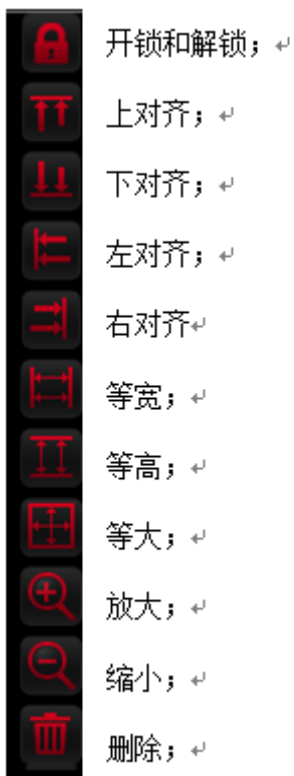 开锁和解锁；
上对齐；
下对齐；
左对齐；
右对齐
等宽；
等高；
等大；
放大；
缩小；
删除；